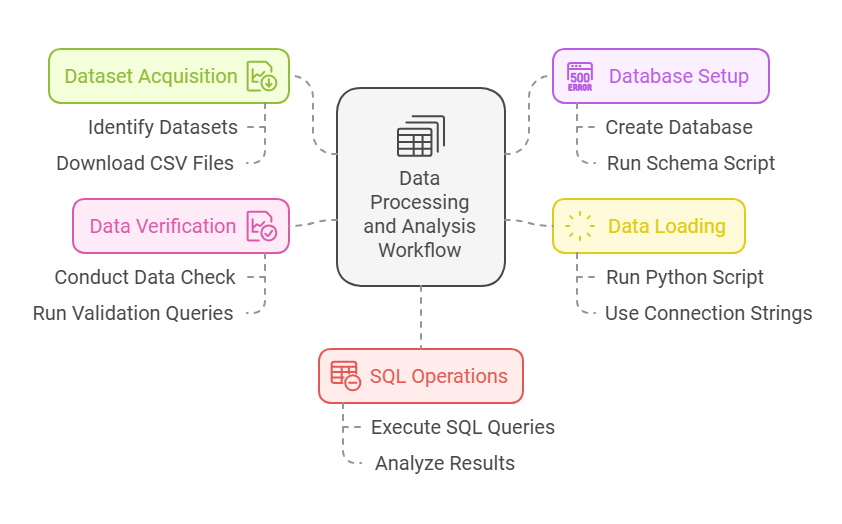 Dataset Acquisition
Identify Datasets
Download CSV Files
Data Verification
Conduct Data Check
Run Validation Queries
Data
Processing
and Analysis
Workflow
500
ERROR
Database Setup
Create Database
Run Schema Script
Data Loading
Run Python Script
Use Connection Strings
SQL Operations
Execute SQL Queries
Analyze Results